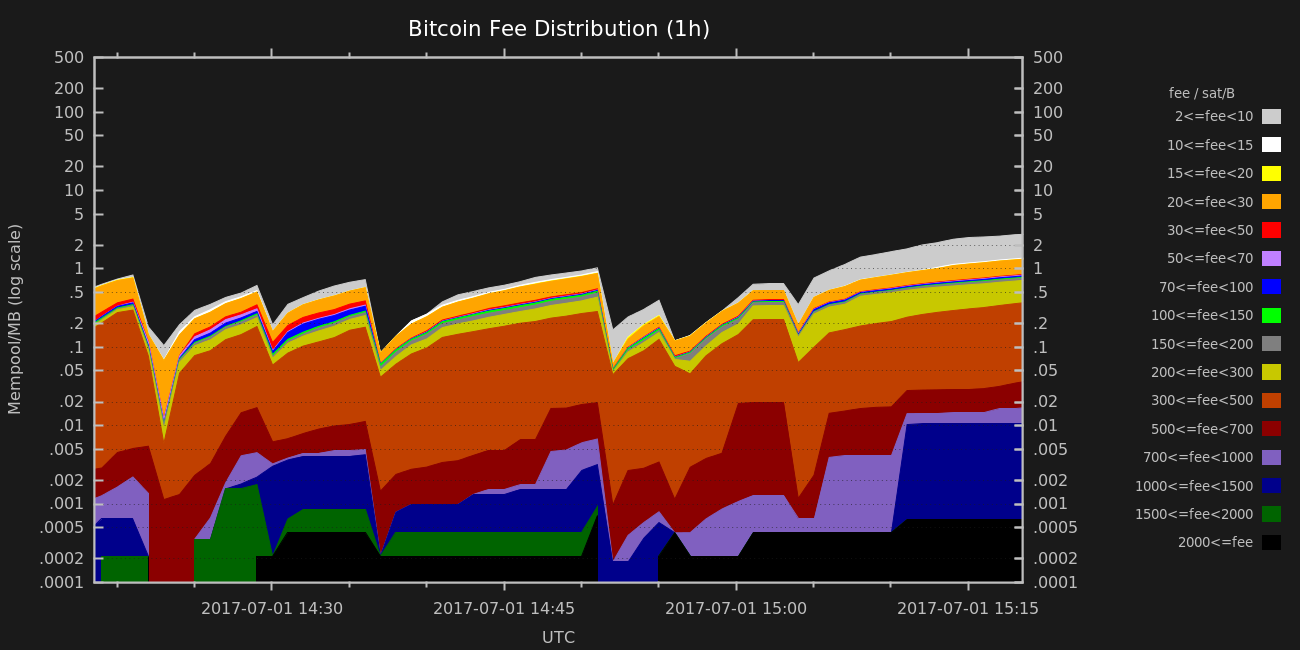 Bitcoin Fee Distribution (1h)
Mempool/MB (log scale)
500
200
100
50
20
10
5
2
1
.5
.2
.1
.05
.02
.01
.005
.002
.001
.0005
.0002
.0001
500
200
100
50
20
10
5
2
1
.5
.2
.1
.05
.02
.01
.005
.002
.001
.0005
.0002
.0001
2017-07-01 14:30
2017-07-01 14:45
2017-07-01 15:00
2017-07-01 15:15
UTC
fee / sat/B
2<=fee<10
10<=fee<15
15<=fee<20
20<=fee<30
30<=fee<50
50<=fee<70
70<=fee<100
100<=fee<150
150<=fee<200
200<=fee<300
300<=fee<500
500<=fee<700
700<=fee<1000
1000<=fee<1500
1500<=fee<2000
2000<=fee